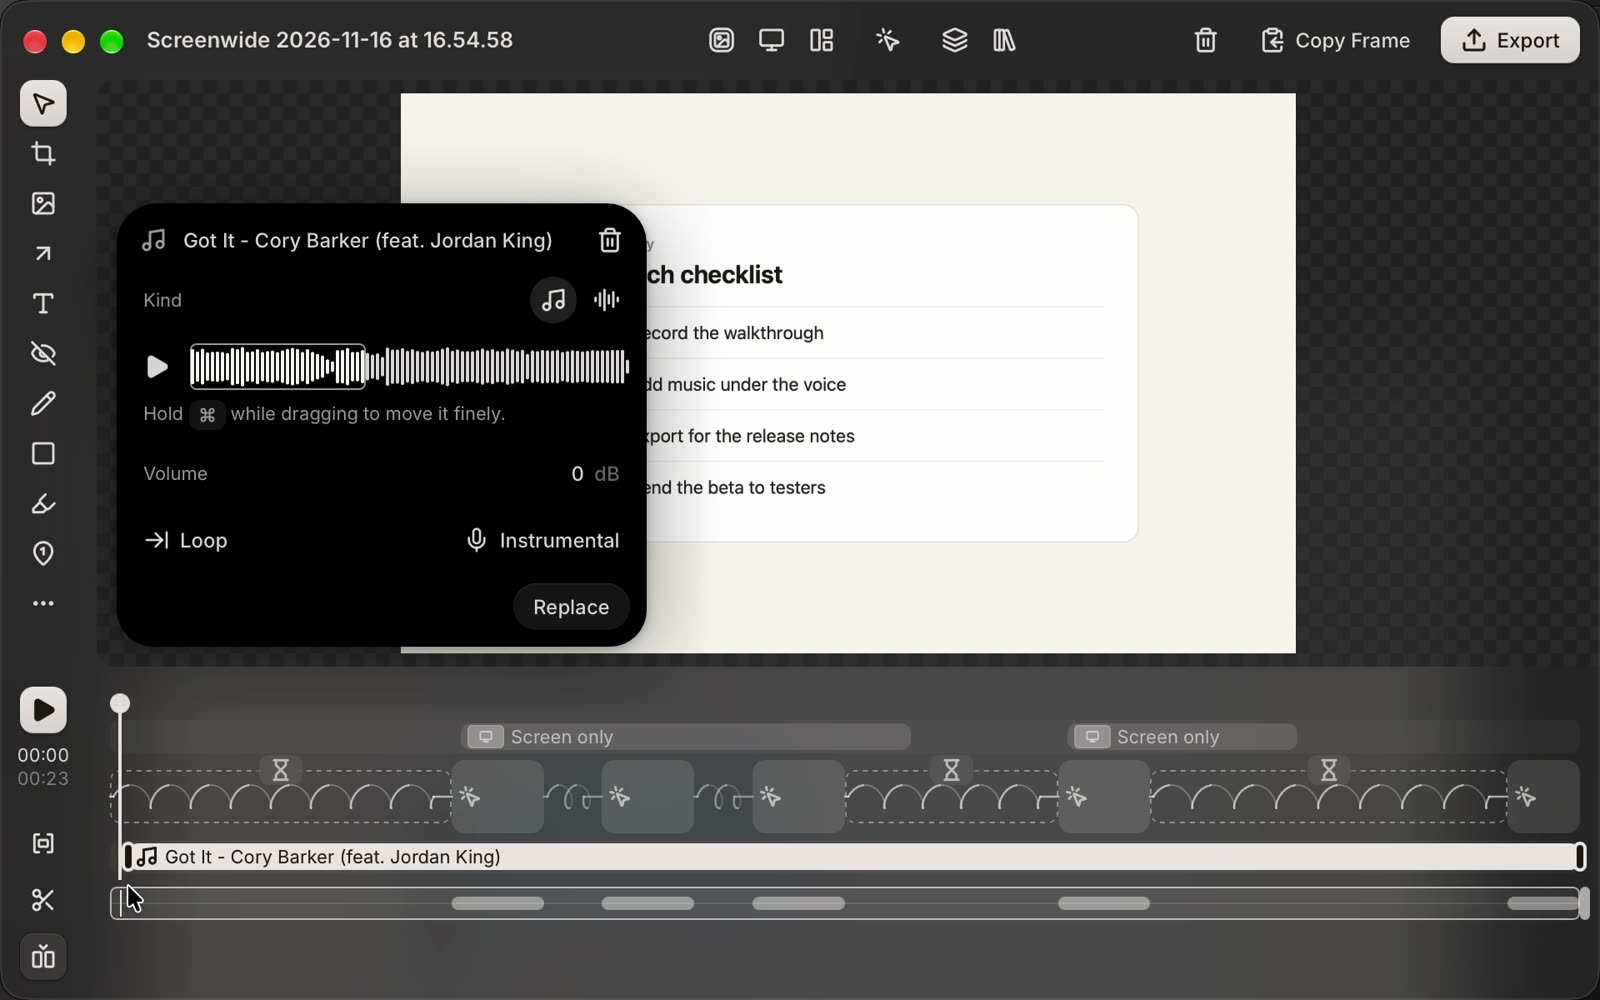 Screenwide 2026-11-16 at 16.54.58
Copy Frame
Export
Got It - Cory Barker (feat. Jordan King)
Kind
Hold ⌘ while dragging to move it finely.
Volume
0 dB
Loop
Instrumental
Replace
y
ch checklist
ecord the walkthrough
dd music under the voice
xport for the release notes
end the beta to testers
00:00
00:23
Screen only
Screen only
Got It - Cory Barker (feat. Jordan King)